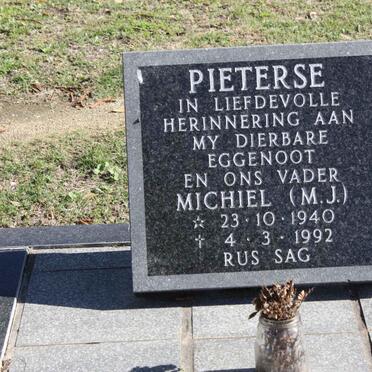 PIETERSE
IN LIEFDEVOLLE
HERINNERING AAN
MY DIERBARE
EGGENOOT
EN ONS VADER
MICHIEL (M.J.)
☆ 23·10·1940
† 4·3·1992
RUS SAG